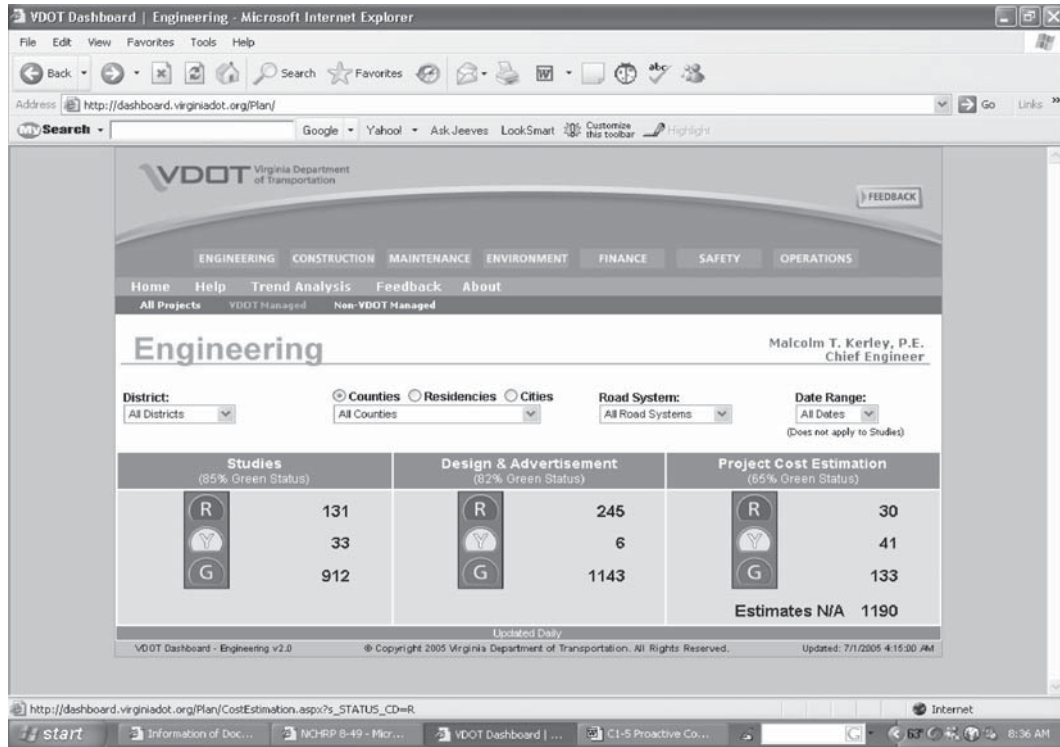 VDOT Dashboard | Engineering - Microsoft Internet Explorer
File Edit View Favorites Tools Help
Back Search Favorites
Address http://dashboard.virginiadot.org/Plan/ Go Links »
My Search Google Yahoo! Ask Jeeves LookSmart Customize this toolbar Highlight
VDOT Virginia Department of Transportation
FEEDBACK
ENGINEERING CONSTRUCTION MAINTENANCE ENVIRONMENT FINANCE SAFETY OPERATIONS
Home Help Trend Analysis Feedback About
All Projects VDOT Managed Non-VDOT Managed
Engineering
Malcolm T. Kerley, P.E.
Chief Engineer
District: Counties Residencies Cities Road System: Date Range:
All Districts All Counties All Road Systems All Dates
(Does not apply to Studies)
Studies Design & Advertisement Project Cost Estimation
(85% Green Status) (82% Green Status) (65% Green Status)
R 131 R 245 R 30
Y 33 Y 6 Y 41
G 912 G 1143 G 133
Estimates N/A 1190
Updated Daily
VDOT Dashboard - Engineering v2.0 © Copyright 2005 Virginia Department of Transportation. All Rights Reserved. Updated: 7/1/2005 4:15:00 AM
http://dashboard.virginiadot.org/Plan/CostEstimation.aspx?s_STATUS_CD=R Internet
start Information of Doc... NCHRP 8-49 - Micr... VDOT Dashboard | ... C1-5 Proactive Co... G 63° 8:36 AM